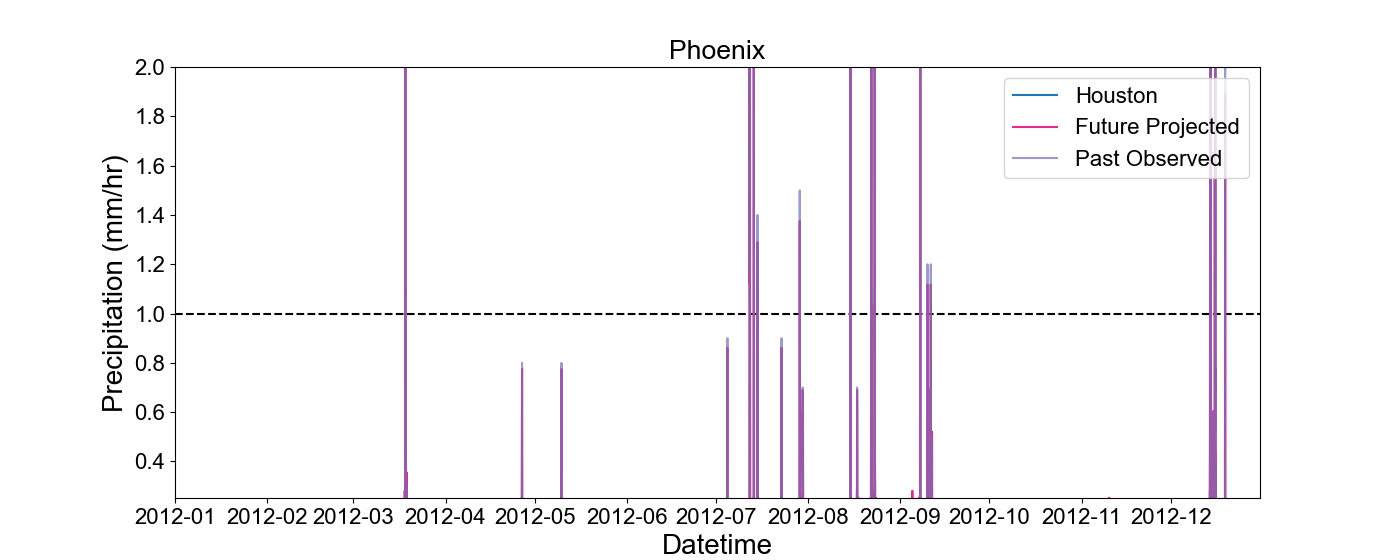 Phoenix
2.0
1.8
1.6
1.4
1.2
1.0
0.8
0.6
0.4
Precipitation (mm/hr)
Houston
Future Projected
Past Observed
2012-01 2012-02 2012-03 2012-04 2012-05 2012-06 2012-07 2012-08 2012-09 2012-10 2012-11 2012-12
Datetime